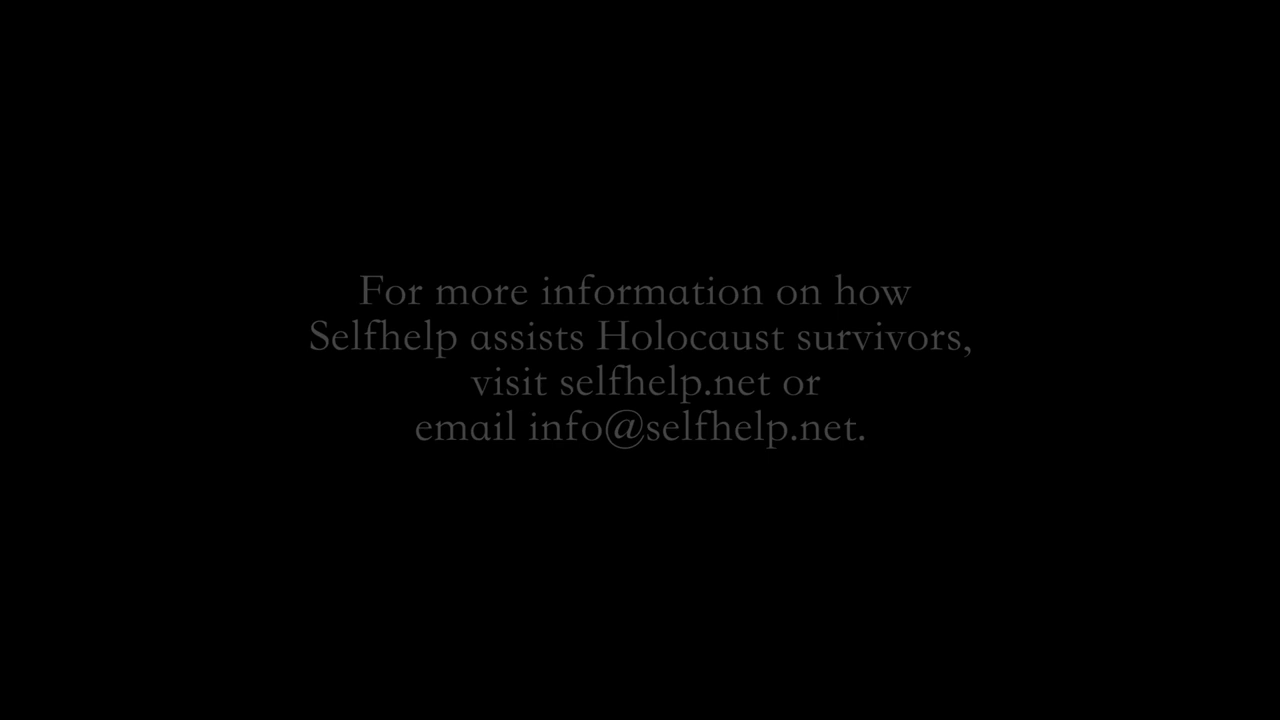 For more information on how
Selfhelp assists Holocaust survivors,
visit selfhelp.net or
email info@selfhelp.net.